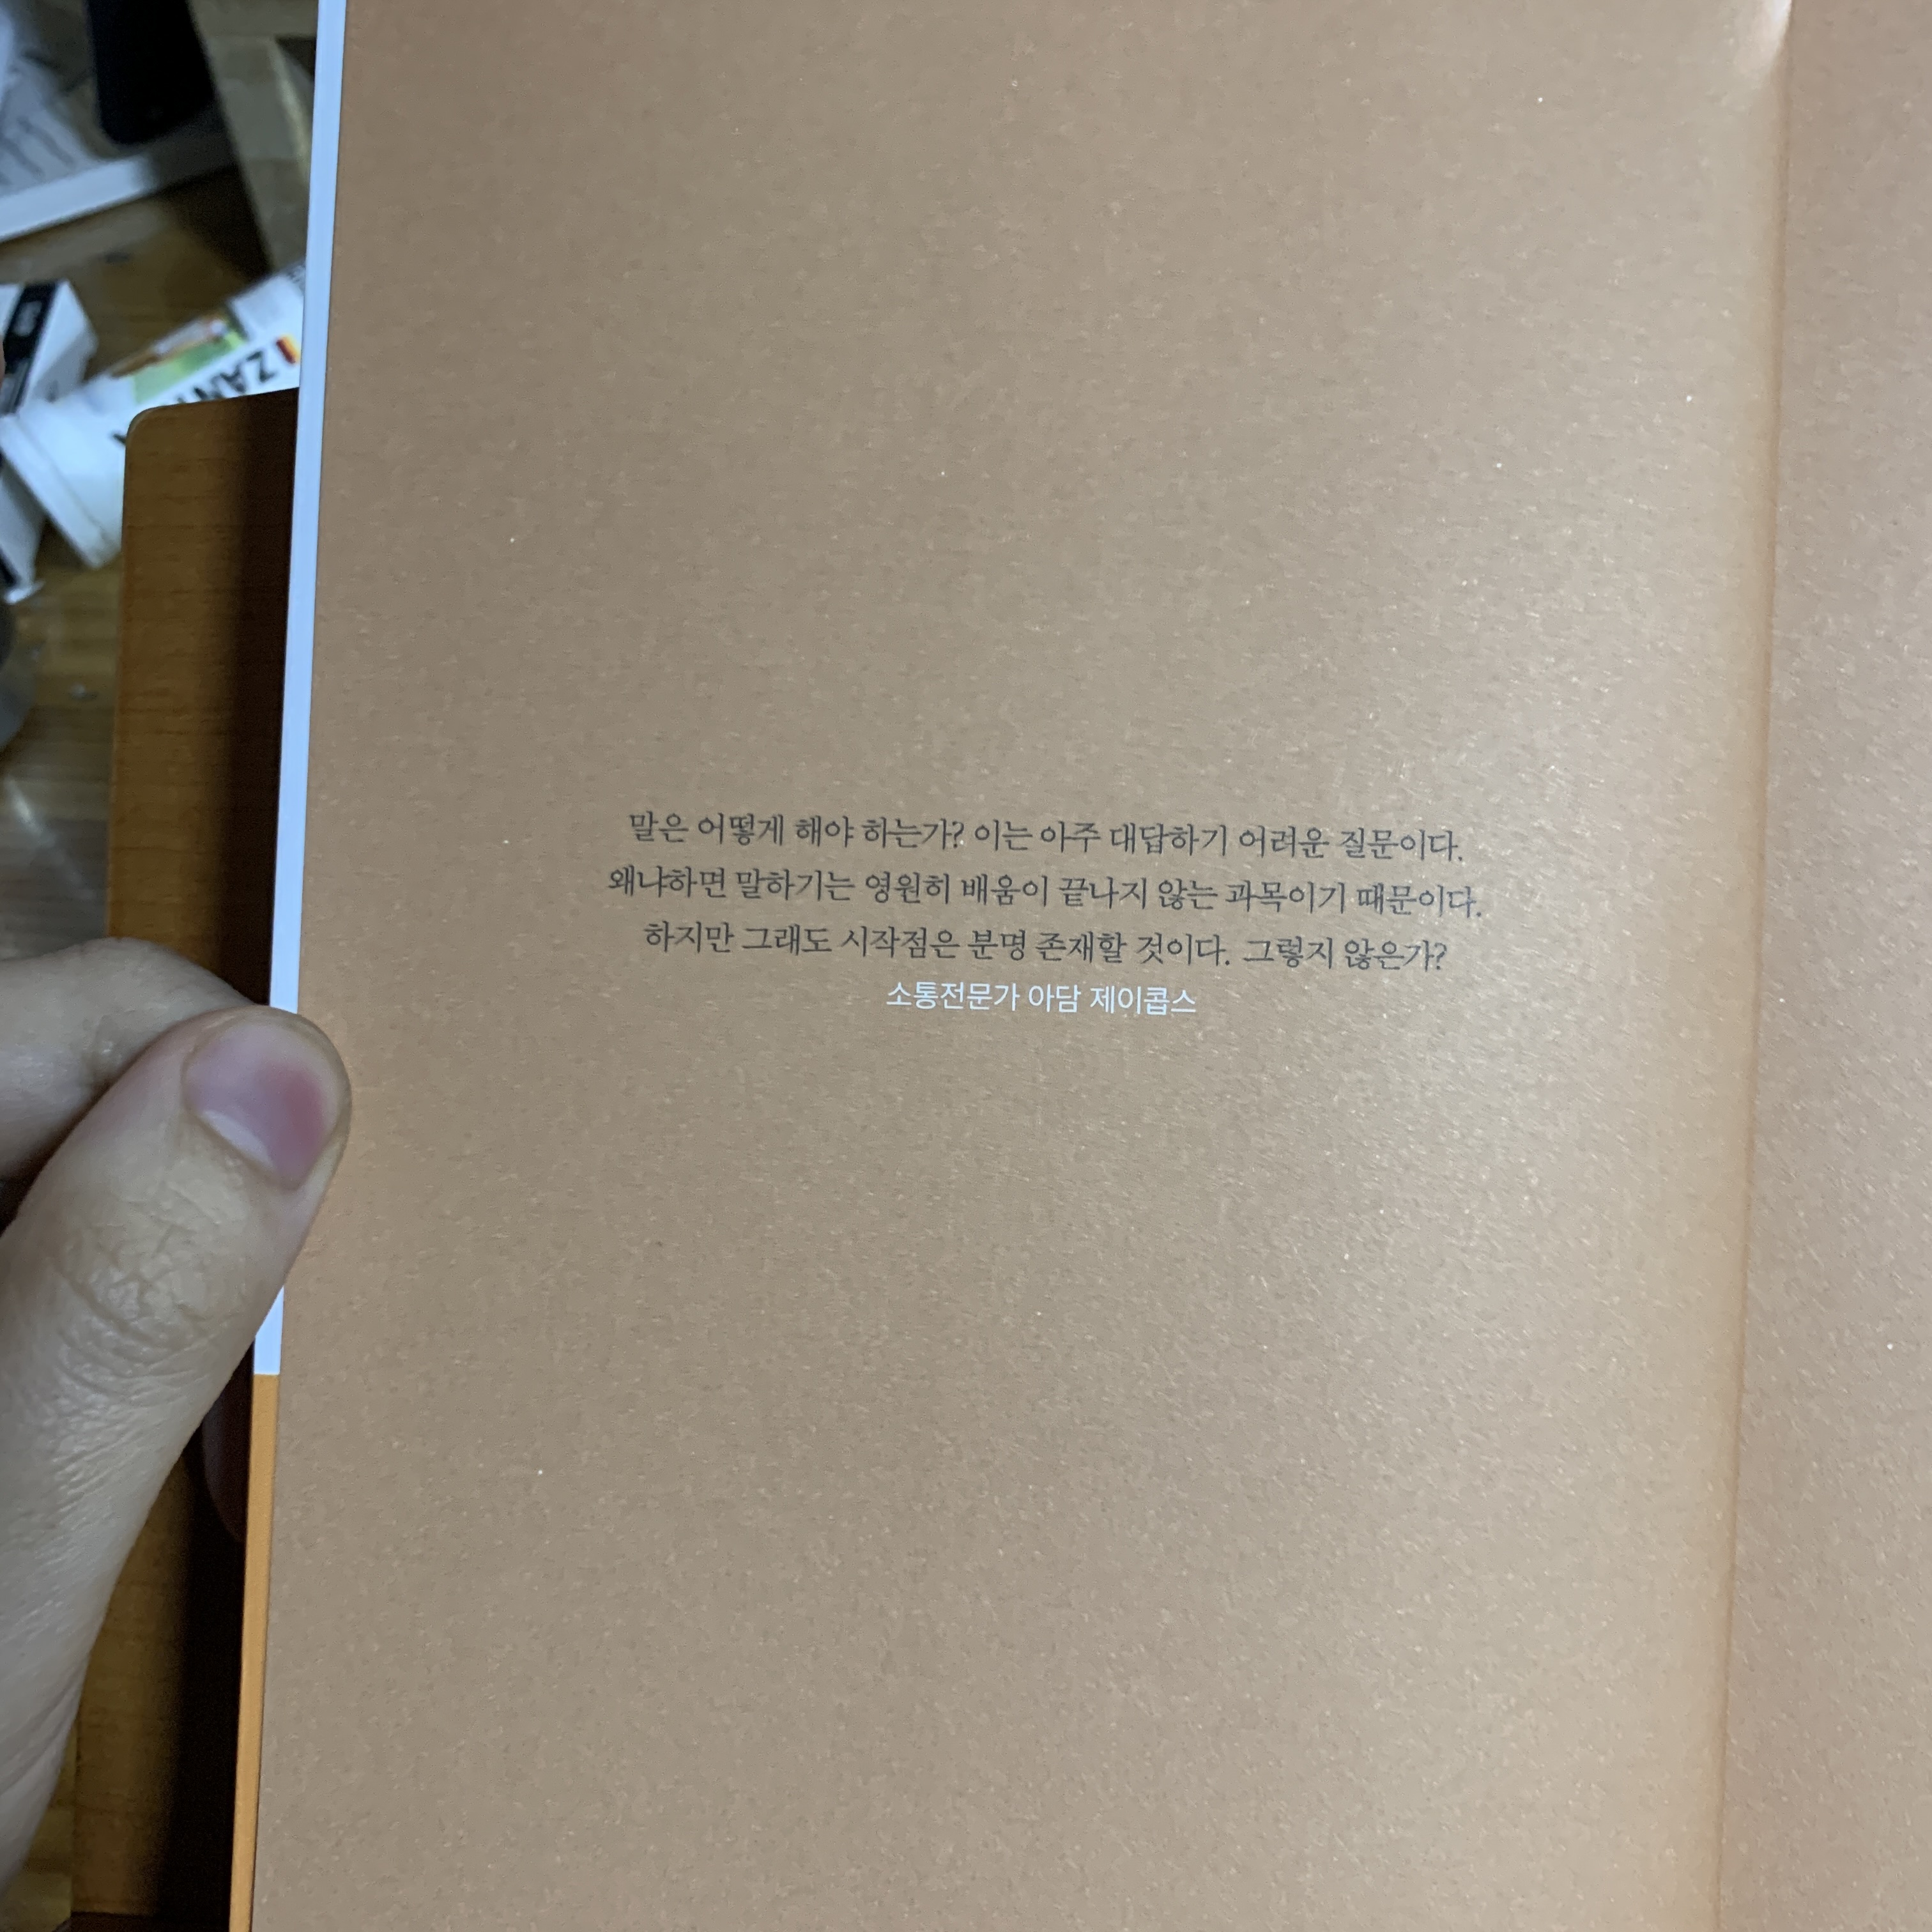 말은 어떻게 해야 하는가? 이는 아주 대답하기 어려운 질문이다.
왜냐하면 말하기는 영원히 배움이 끝나지 않는 과목이기 때문이다.
하지만 그래도 시작점은 분명 존재할 것이다. 그렇지 않은가?
소통전문가 아담 제이콥스